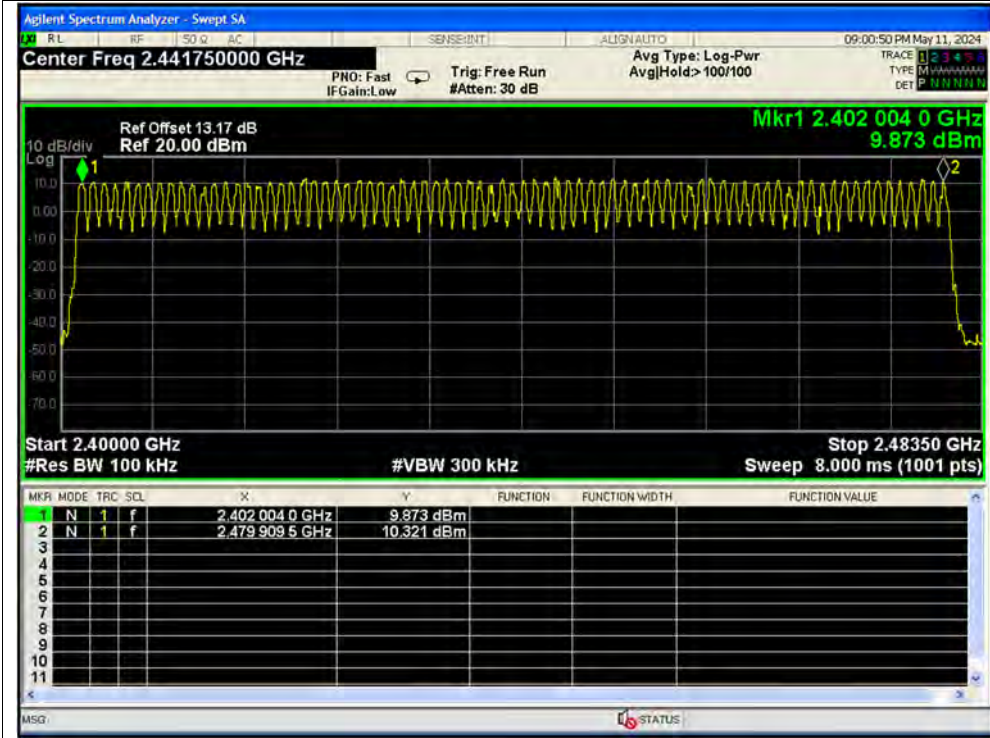 Agilent Spectrum Analyzer - Swept SA
LXI RL RF 50 Ω AC SENSE:INT ALIGNAUTO 09:00:50 PM May 11, 2024
Center Freq 2.441750000 GHz
PNO: Fast
IFGain:Low
Trig: Free Run
#Atten: 30 dB
Avg Type: Log-Pwr
Avg|Hold:> 100/100
TRACE 1 2 3 4 5 6
TYPE M
DET P N N N N N
Mkr1 2.402 004 0 GHz
9.873 dBm
Ref Offset 13.17 dB
10 dB/div Ref 20.00 dBm
Log
1
2
10.0
0.00
-10.0
-20.0
-30.0
-40.0
-50.0
-60.0
-70.0
Start 2.40000 GHz Stop 2.48350 GHz
#Res BW 100 kHz #VBW 300 kHz Sweep 8.000 ms (1001 pts)
MKR MODE TRC SCL X Y FUNCTION FUNCTION WIDTH FUNCTION VALUE
1 N 1 f 2.402 004 0 GHz 9.873 dBm
2 N 1 f 2.479 909 5 GHz 10.321 dBm
3
4
5
6
7
8
9
10
11
MSG STATUS